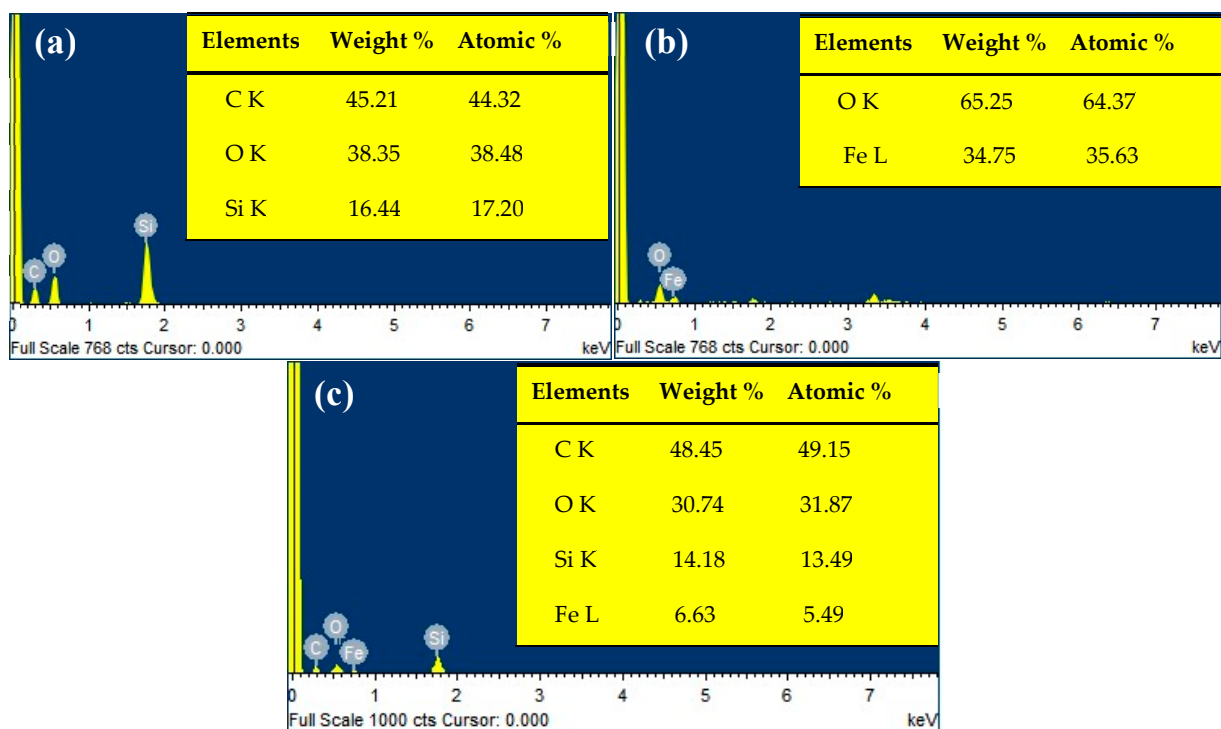 (a)
Elements Weight % Atomic %
C K 45.21 44.32
O K 38.35 38.48
Si K 16.44 17.20
C O Si
0 1 2 3 4 5 6 7
Full Scale 768 cts Cursor: 0.000 keV
(b)
Elements Weight % Atomic %
O K 65.25 64.37
Fe L 34.75 35.63
O Fe
0 1 2 3 4 5 6 7
Full Scale 768 cts Cursor: 0.000 keV
(c)
Elements Weight % Atomic %
C K 48.45 49.15
O K 30.74 31.87
Si K 14.18 13.49
Fe L 6.63 5.49
C O Fe Si
0 1 2 3 4 5 6 7
Full Scale 1000 cts Cursor: 0.000 keV